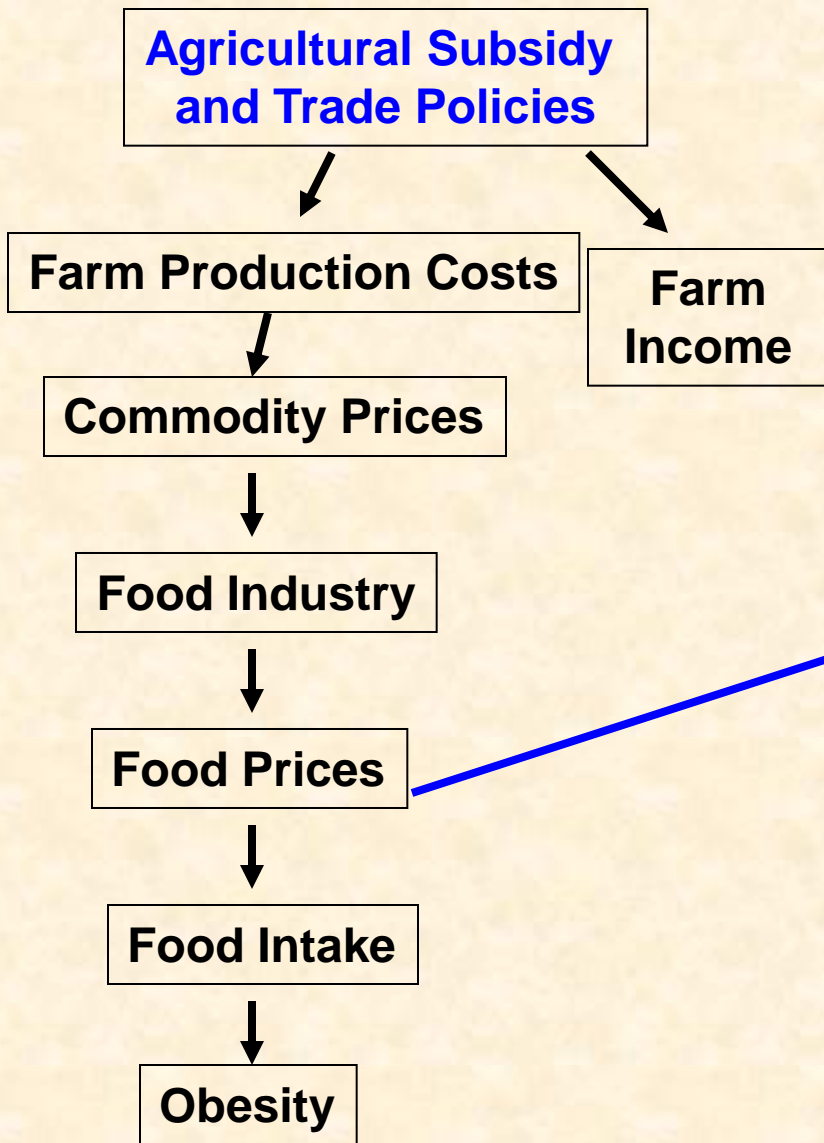 Agricultural Subsidy
and Trade Policies
Farm Production Costs
Farm
Income
Commodity Prices
Food Industry
Food Prices
Food Intake
Obesity